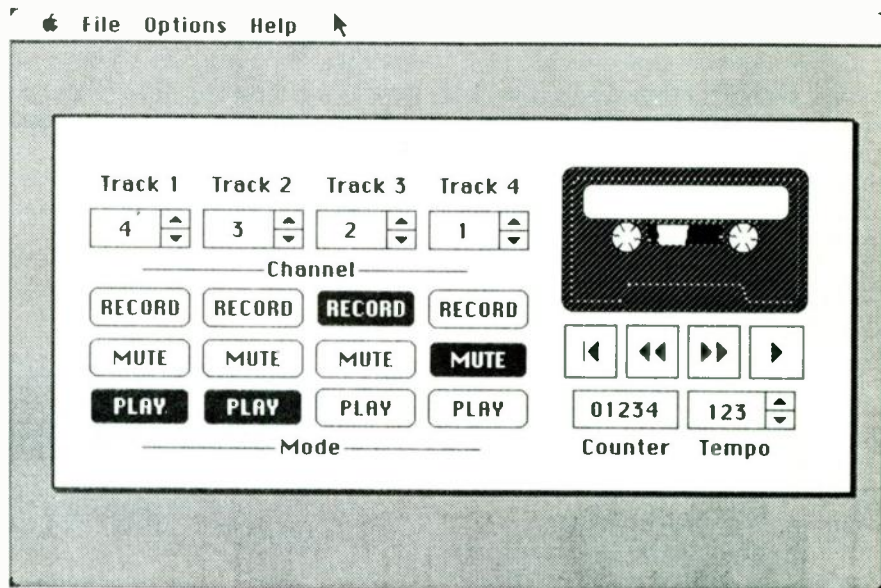 File Options Help
Track 1 Track 2 Track 3 Track 4
4 3 2 1
Channel
RECORD RECORD RECORD RECORD
MUTE MUTE MUTE MUTE
PLAY PLAY PLAY PLAY
Mode
01234 123
Counter Tempo